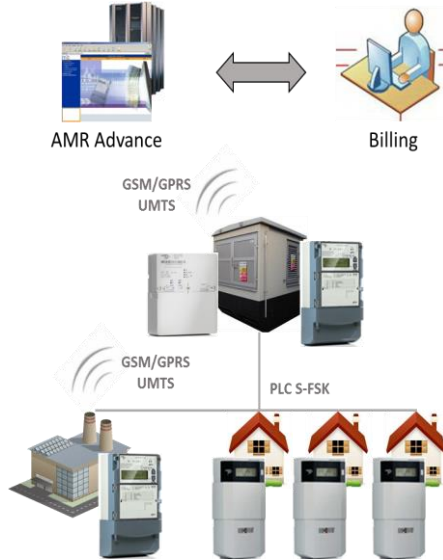 AMR Advance
Billing
GSM/GPRS
UMTS
GSM/GPRS
UMTS
PLC S-FSK